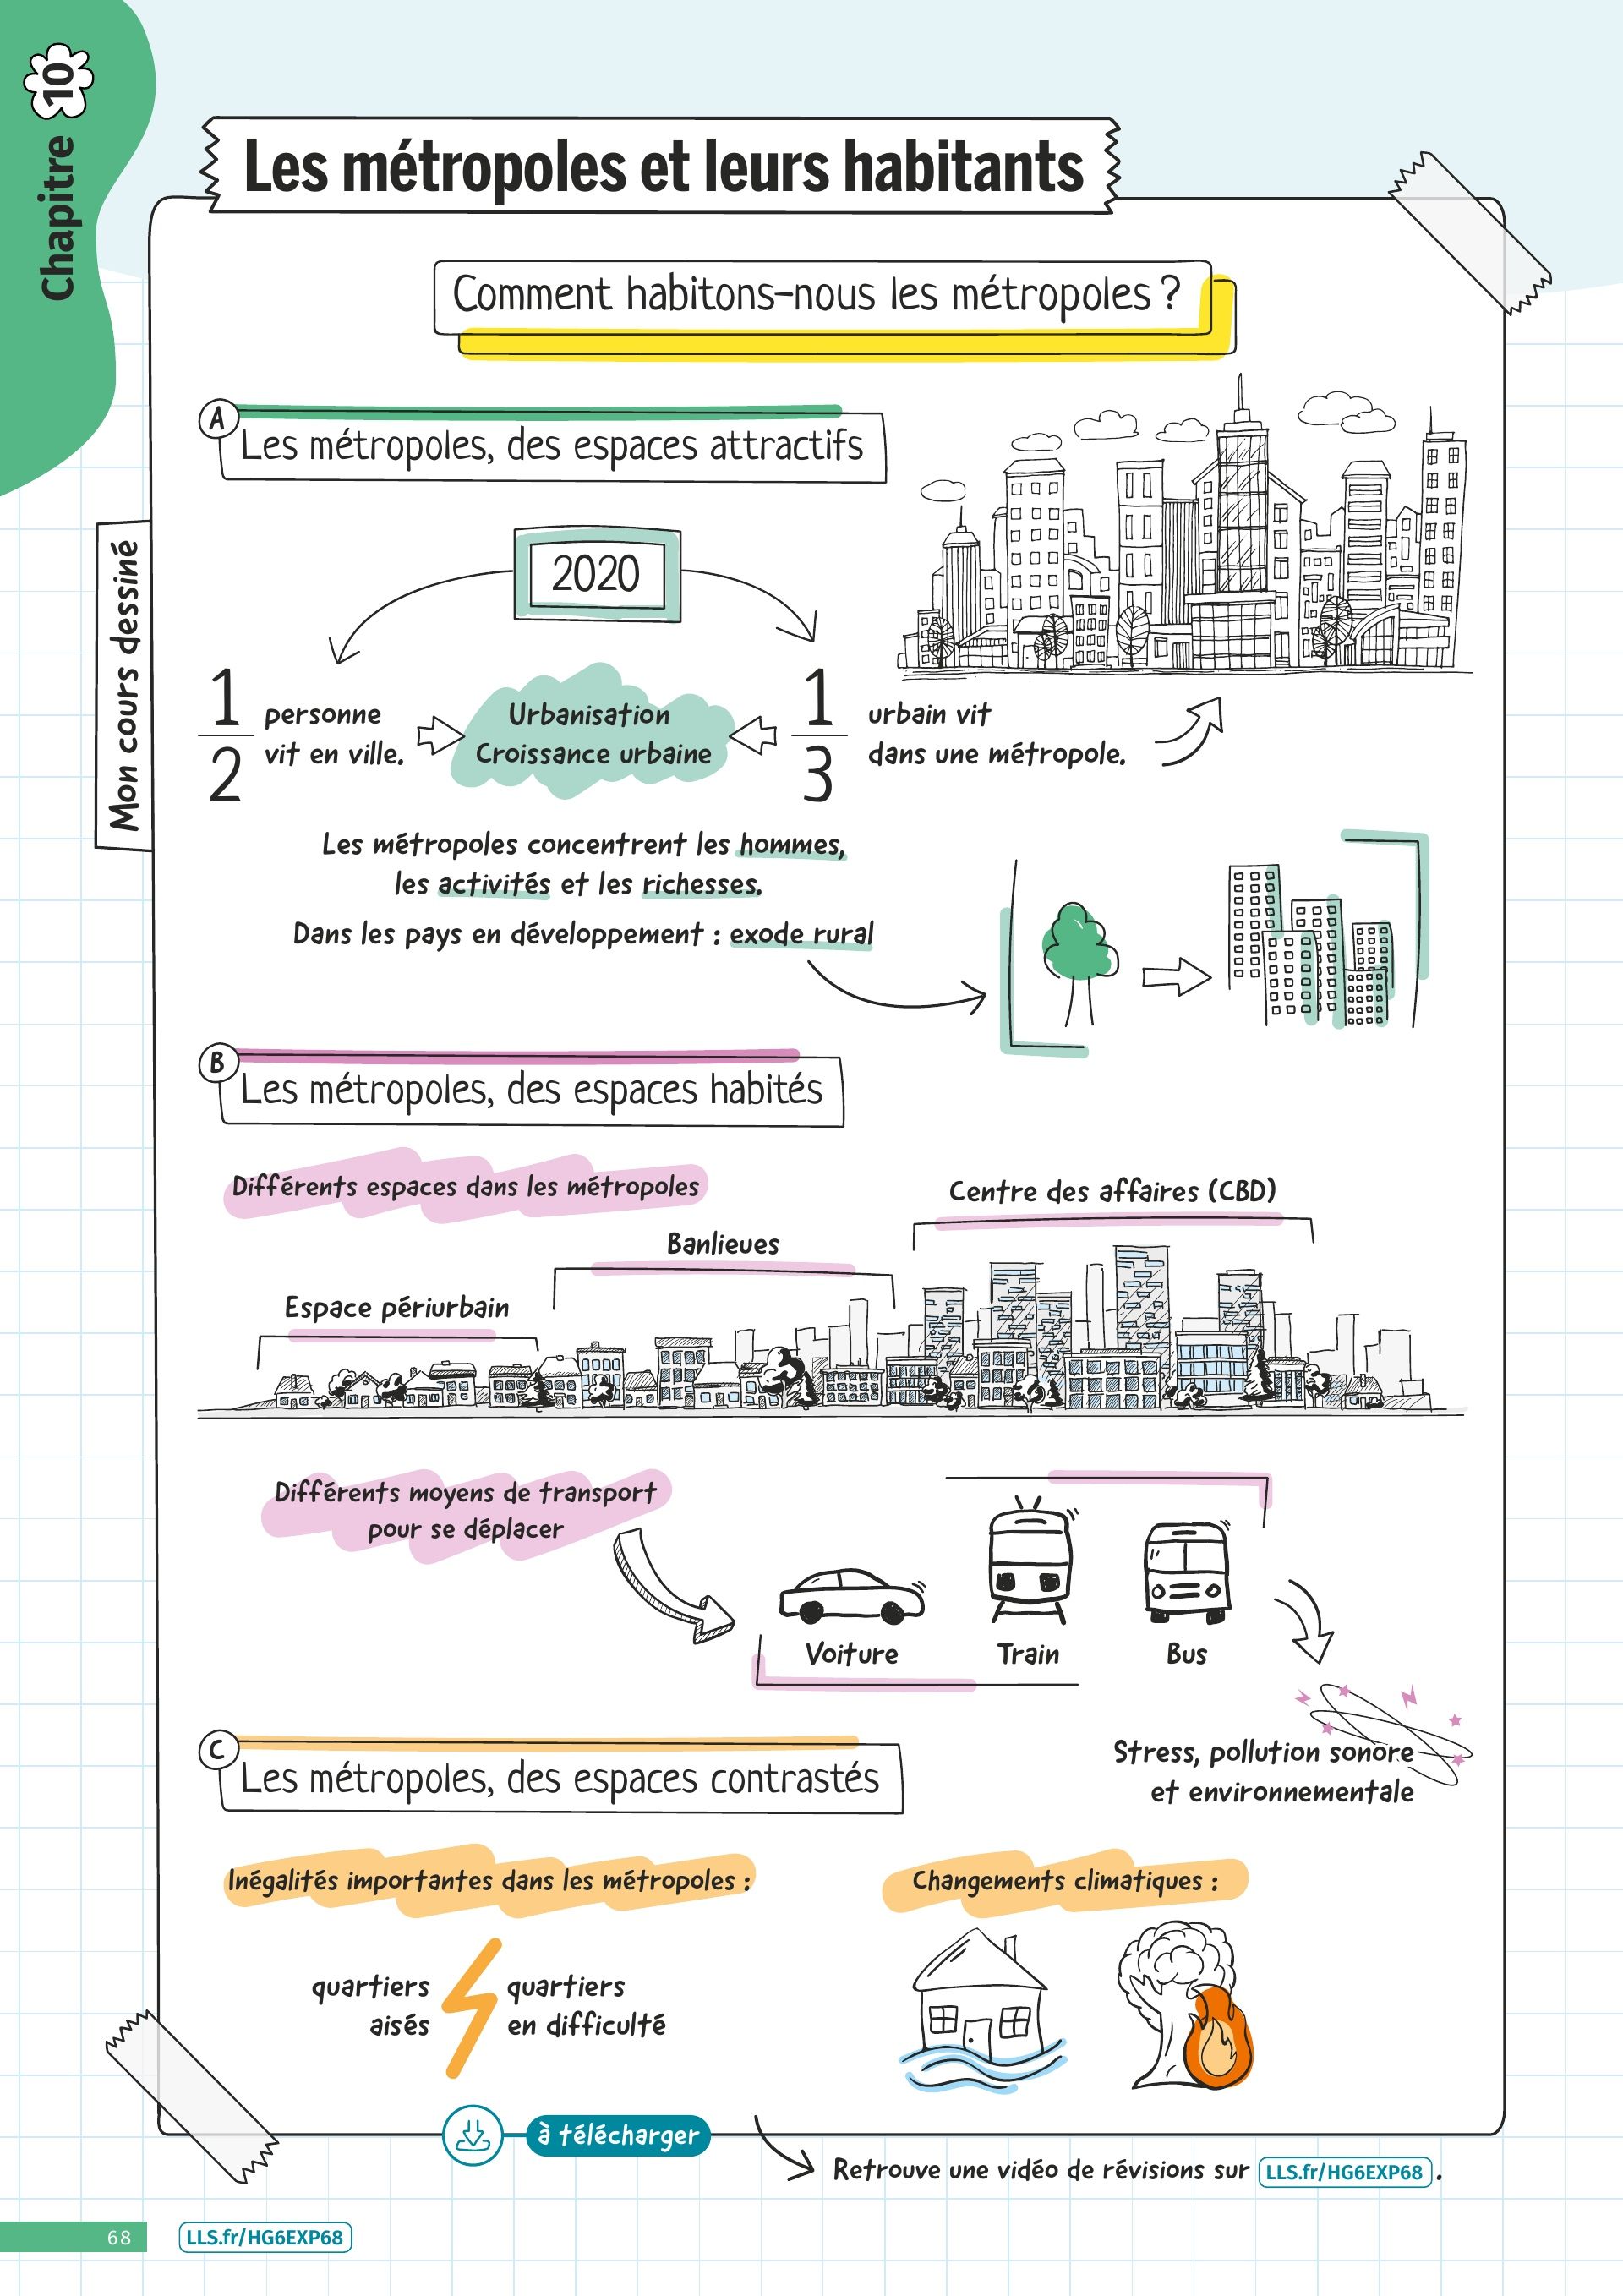 Chapitre 10
Les métropoles et leurs habitants
Mon cours dessiné
Comment habitons-nous les métropoles ?
A
Les métropoles, des espaces attractifs
2020
1
2
personne
vit en ville.
Urbanisation
Croissance urbaine
1
3
urbain vit
dans une métropole.
Les métropoles concentrent les hommes,
les activités et les richesses.
Dans les pays en développement : exode rural
B
Les métropoles, des espaces habités
Différents espaces dans les métropoles
Centre des affaires (CBD)
Banlieues
Espace périurbain
Différents moyens de transport
pour se déplacer
Voiture
Train
Bus
Stress, pollution sonore
et environnementale
C
Les métropoles, des espaces contrastés
Inégalités importantes dans les métropoles :
quartiers
aisés
quartiers
en difficulté
Changements climatiques :
à télécharger
Retrouve une vidéo de révisions sur LLS.fr/HG6EXP68 .
68
LLS.fr/HG6EXP68